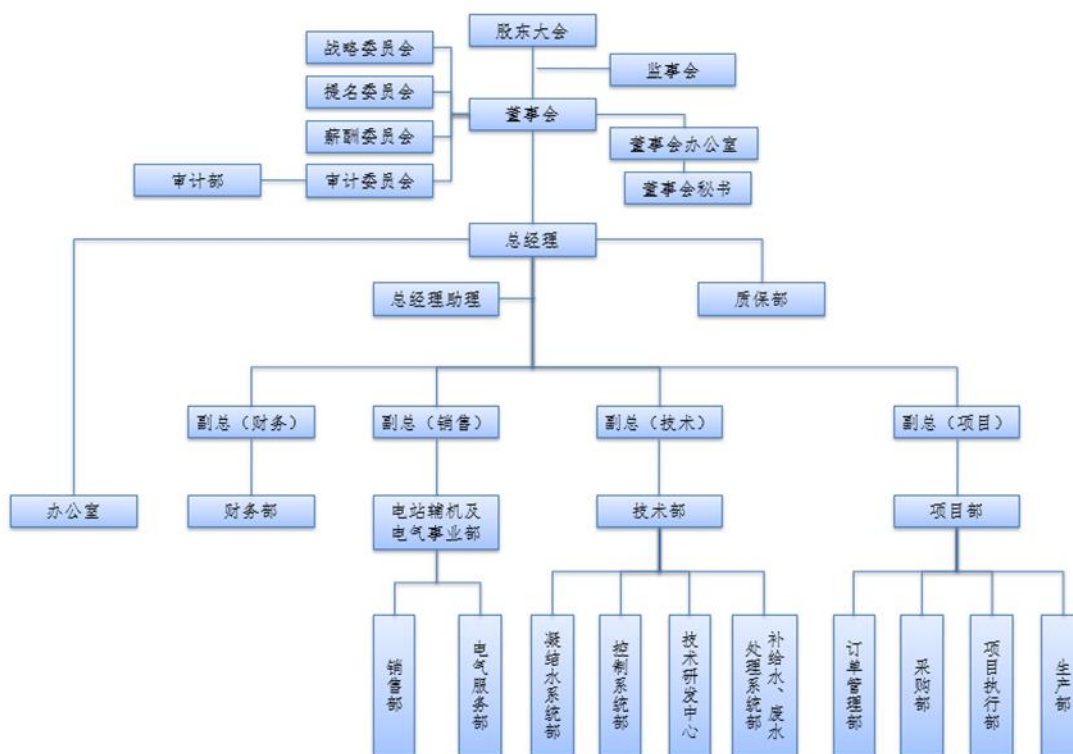 股东大会
战略委员会
监事会
提名委员会
董事会
薪酬委员会
董事会办公室
审计部
审计委员会
董事会秘书
总经理
总经理助理
质保部
副总（财务）
副总（销售）
副总（技术）
副总（项目）
办公室
财务部
电站辅机及
电气事业部
技术部
项目部
销售部
电气服务部
凝结水系统部
控制系统部
技术研发中心
补给水、废水
处理系统部
订单管理部
采购部
项目执行部
生产部